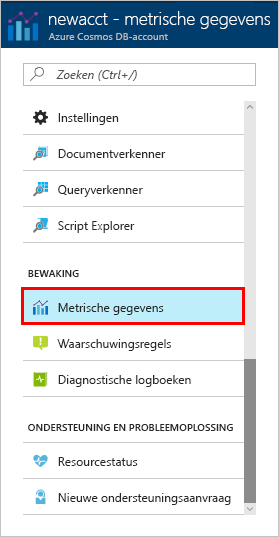 newacct - metrische gegevens
Azure Cosmos DB-account
Zoeken (Ctrl+/)
Instellingen
Documentverkenner
Queryverkenner
Script Explorer
BEWAKING
Metrische gegevens
Waarschuwingsregels
Diagnostische logboeken
ONDERSTEUNING EN PROBLEEMOPLOSSING
Resourcestatus
Nieuwe ondersteuningsaanvraag